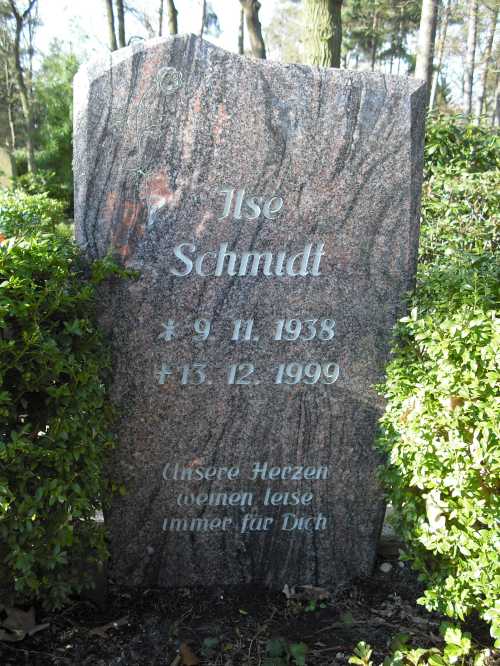 Ilse
Schmidt
* 9. 11. 1938
† 13. 12. 1999
Unsere Herzen
weinen leise
immer für Dich